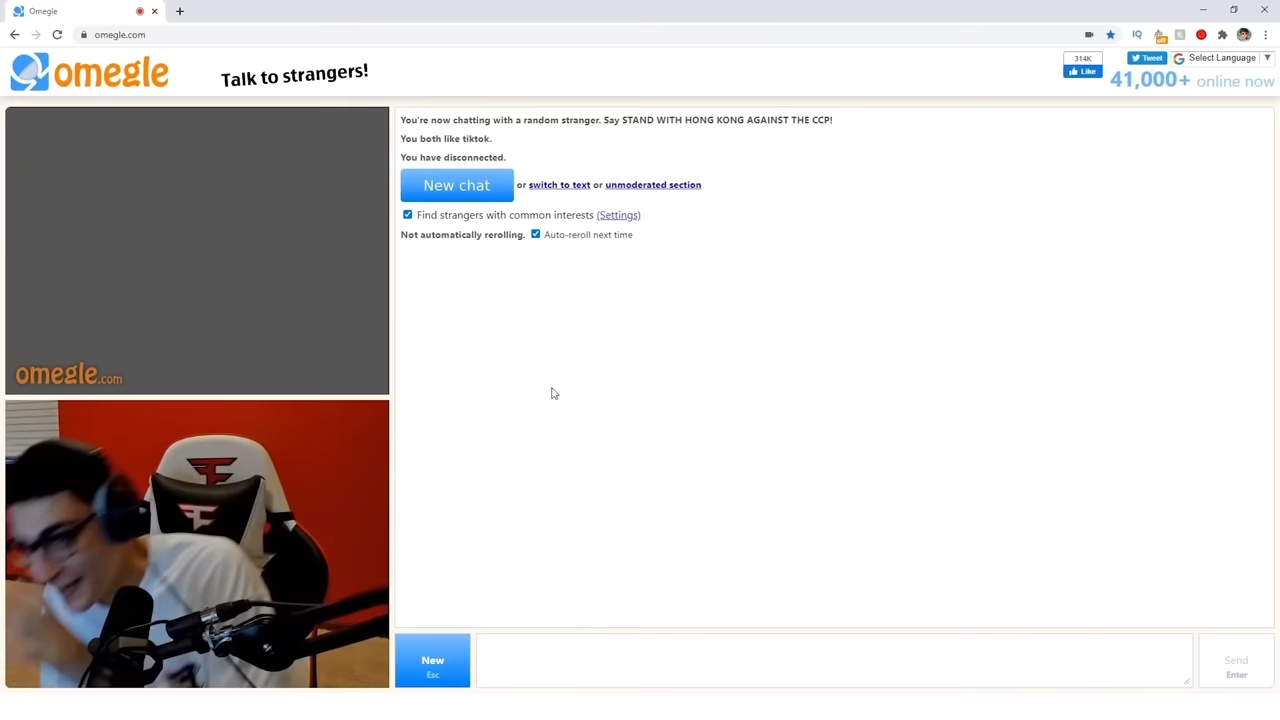 Omegle
omegle.com
IQ
off
omegle
Talk to strangers!
314K
Like
Tweet
Select Language
41,000+ online now
omegle.com
You're now chatting with a random stranger. Say STAND WITH HONG KONG AGAINST THE CCP!
You both like tiktok.
You have disconnected.
New chat or switch to text or unmoderated section
Find strangers with common interests (Settings)
Not automatically rerolling. Auto-reroll next time
New
Esc
Send
Enter